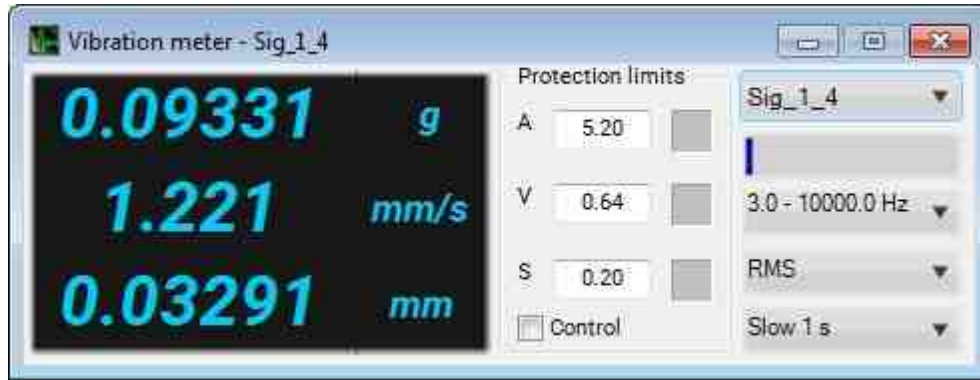 Vibration meter - Sig_1_4
0.09331 g
1.221 mm/s
0.03291 mm
Protection limits
A 5.20
V 0.64
S 0.20
Control
Sig_1_4
3.0 - 10000.0 Hz
RMS
Slow 1 s